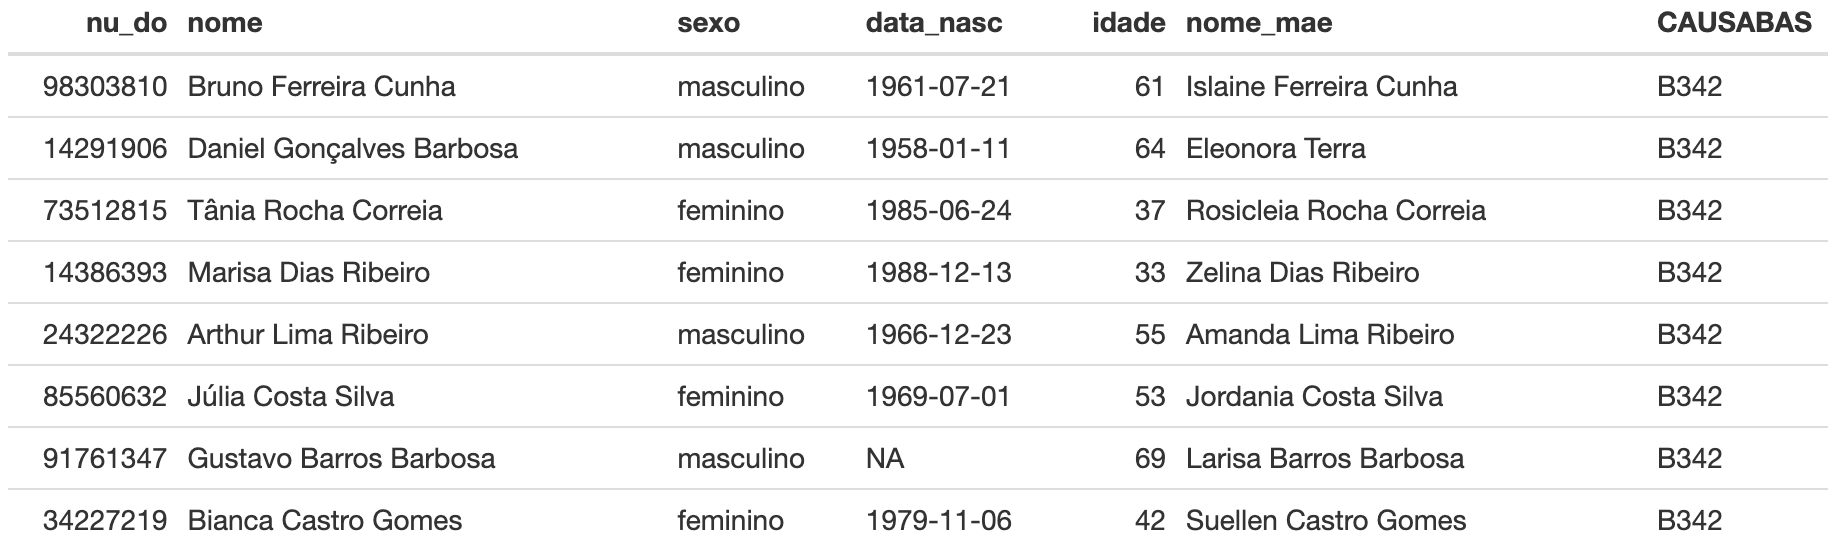 nu_do nome sexo data_nasc idade nome_mae CAUSABAS
98303810 Bruno Ferreira Cunha masculino 1961-07-21 61 Islaine Ferreira Cunha B342
14291906 Daniel Gonçalves Barbosa masculino 1958-01-11 64 Eleonora Terra B342
73512815 Tânia Rocha Correia feminino 1985-06-24 37 Rosicleia Rocha Correia B342
14386393 Marisa Dias Ribeiro feminino 1988-12-13 33 Zelina Dias Ribeiro B342
24322226 Arthur Lima Ribeiro masculino 1966-12-23 55 Amanda Lima Ribeiro B342
85560632 Júlia Costa Silva feminino 1969-07-01 53 Jordania Costa Silva B342
91761347 Gustavo Barros Barbosa masculino NA 69 Larisa Barros Barbosa B342
34227219 Bianca Castro Gomes feminino 1979-11-06 42 Suellen Castro Gomes B342